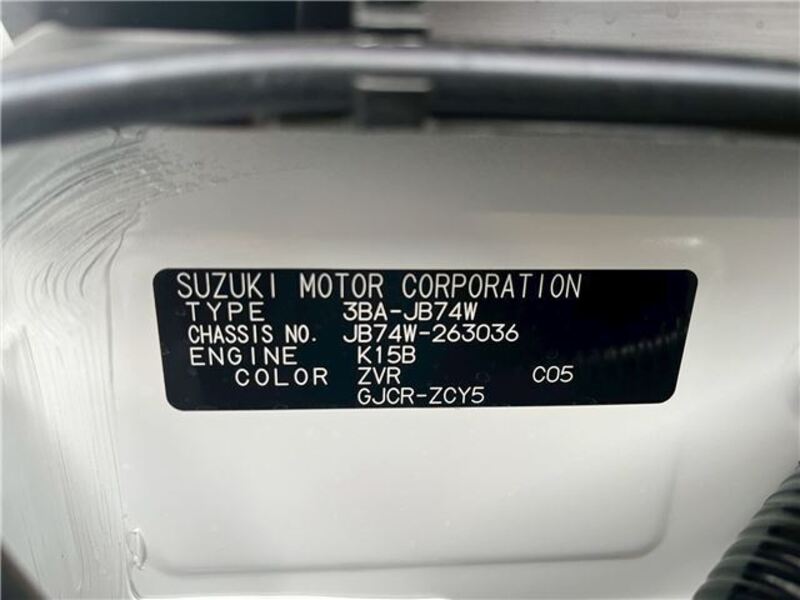 SUZUKI MOTOR CORPORATION
TYPE 3BA-JB74W
CHASSIS NO. JB74W-263036
ENGINE K15B
COLOR ZVR C05
GJCR-ZCY5